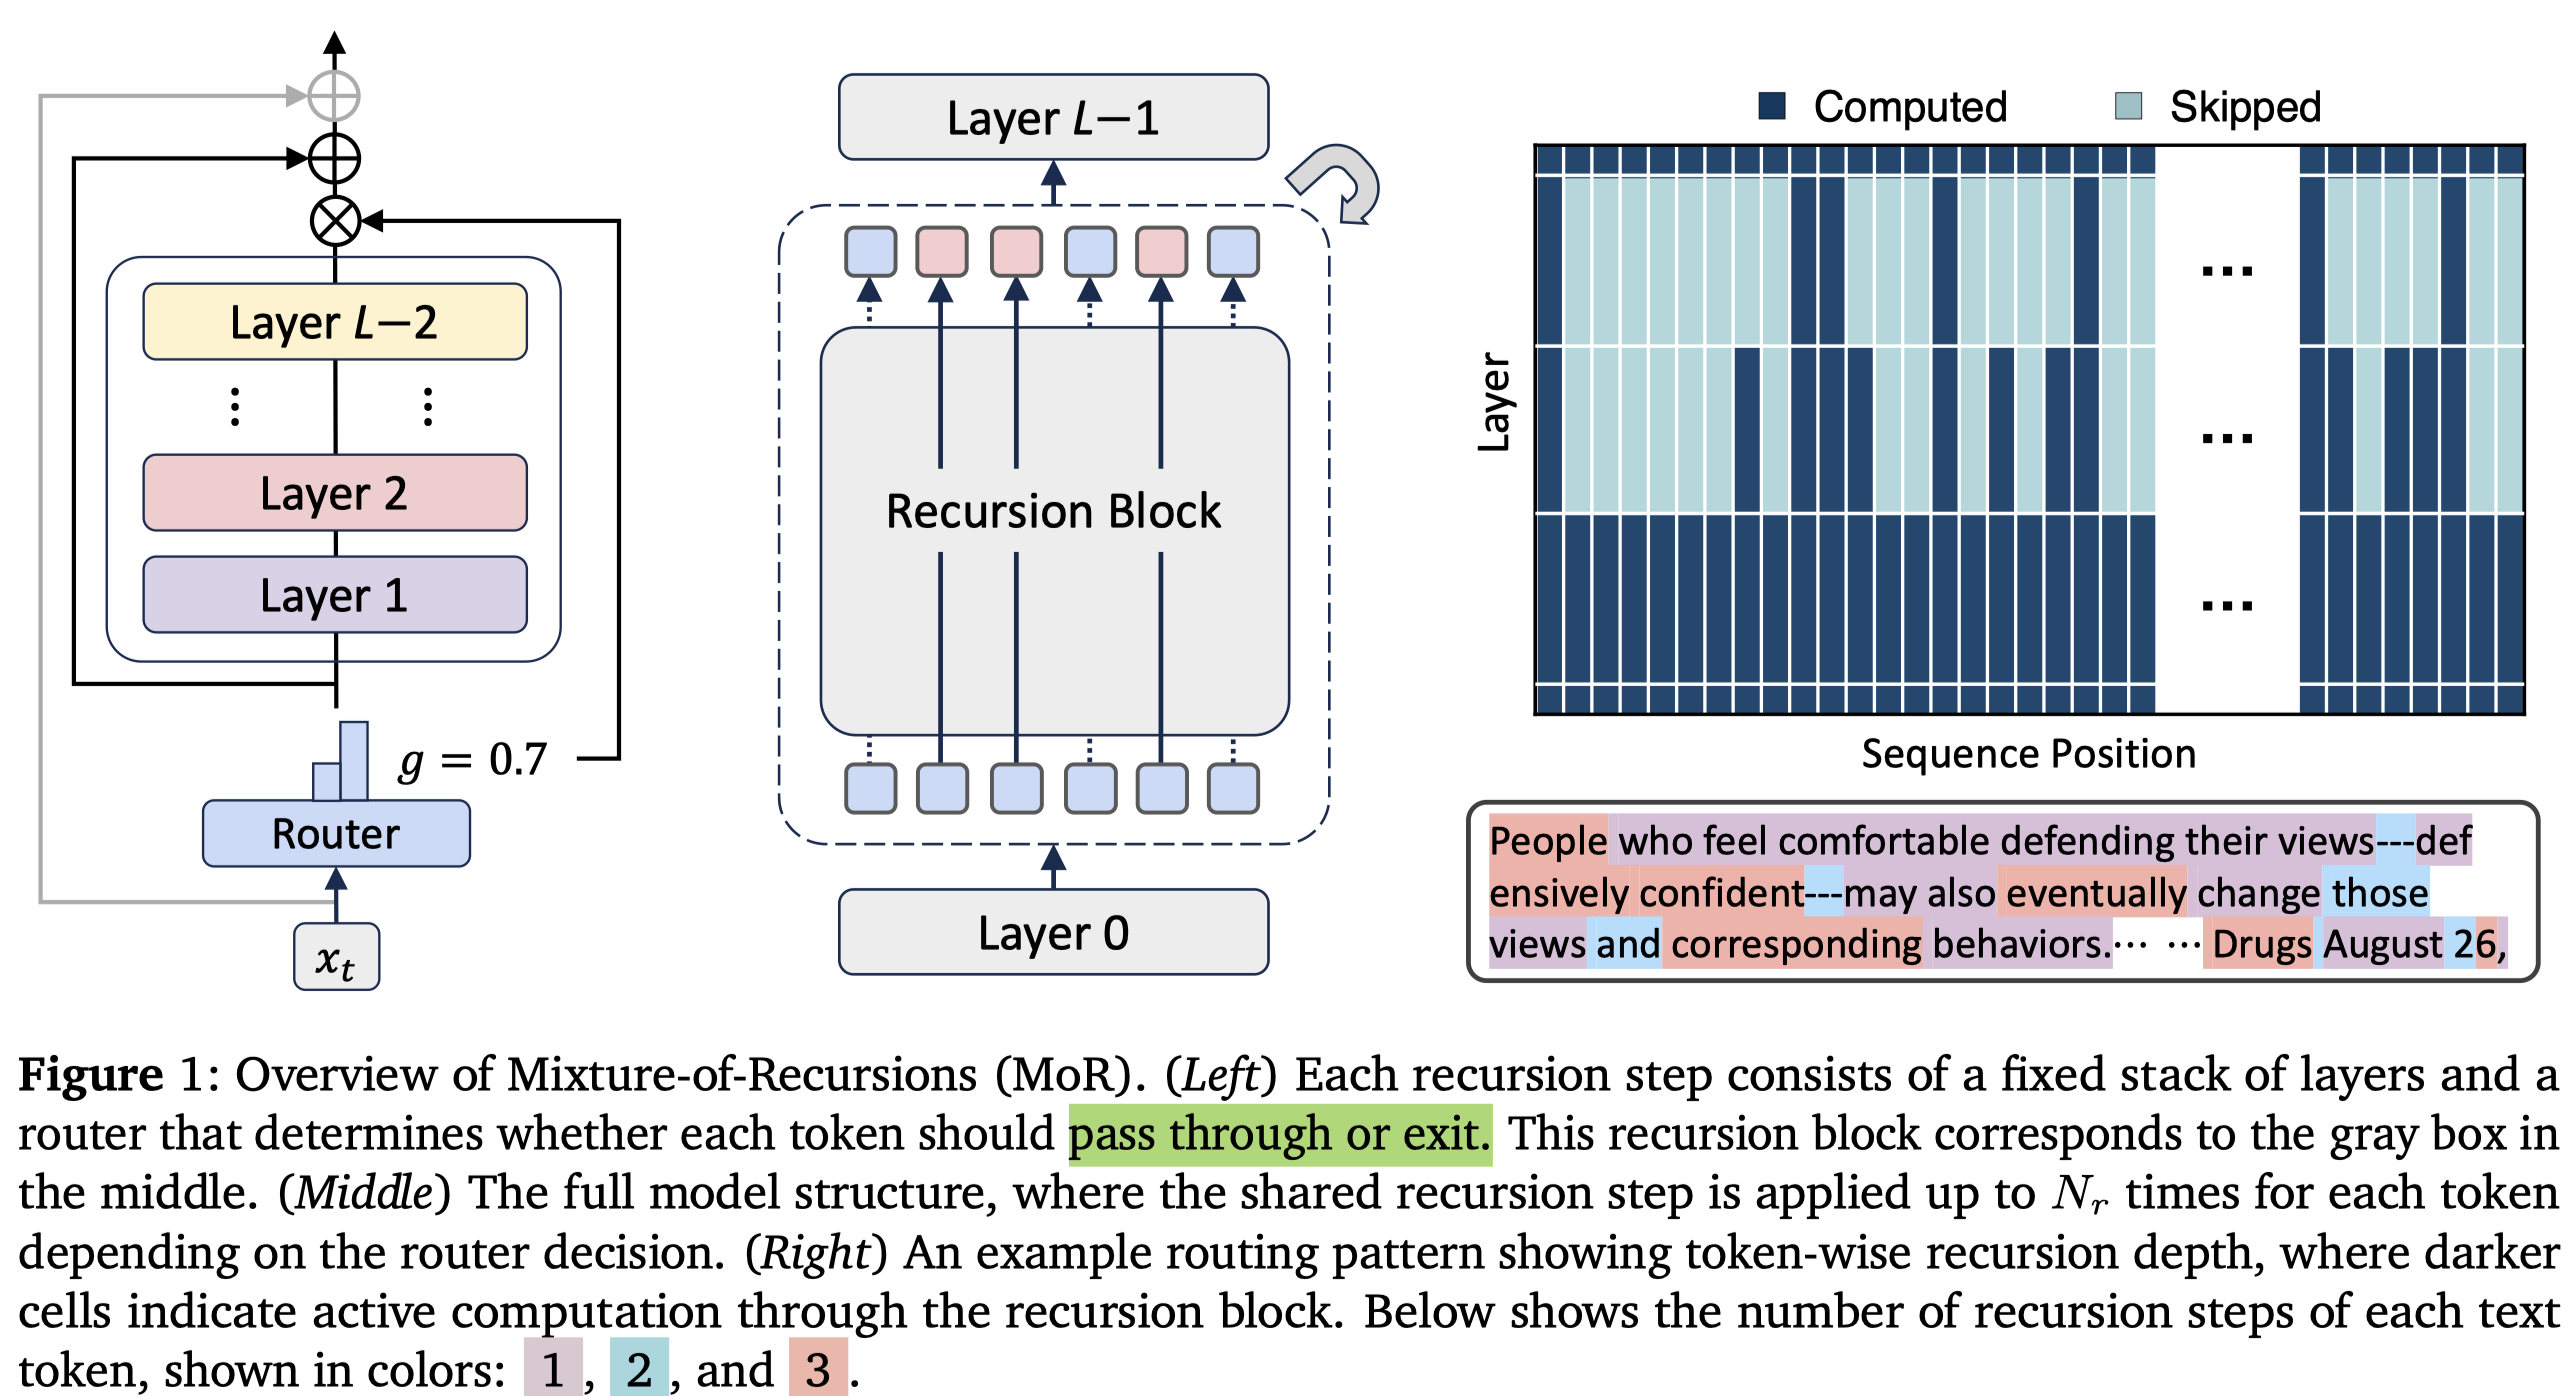 Layer L−2
⋮ ⋮
Layer 2
Layer 1
g = 0.7
Router
xₜ
Layer L−1
Recursion Block
Layer 0
Computed Skipped
Layer
...
...
...
Sequence Position
People who feel comfortable defending their views---def
ensively confident---may also eventually change those
views and corresponding behaviors.··· ··· Drugs August 26,
Figure 1: Overview of Mixture-of-Recursions (MoR). (Left) Each recursion step consists of a fixed stack of layers and a
router that determines whether each token should pass through or exit. This recursion block corresponds to the gray box in
the middle. (Middle) The full model structure, where the shared recursion step is applied up to Nᵣ times for each token
depending on the router decision. (Right) An example routing pattern showing token-wise recursion depth, where darker
cells indicate active computation through the recursion block. Below shows the number of recursion steps of each text
token, shown in colors: 1, 2, and 3.